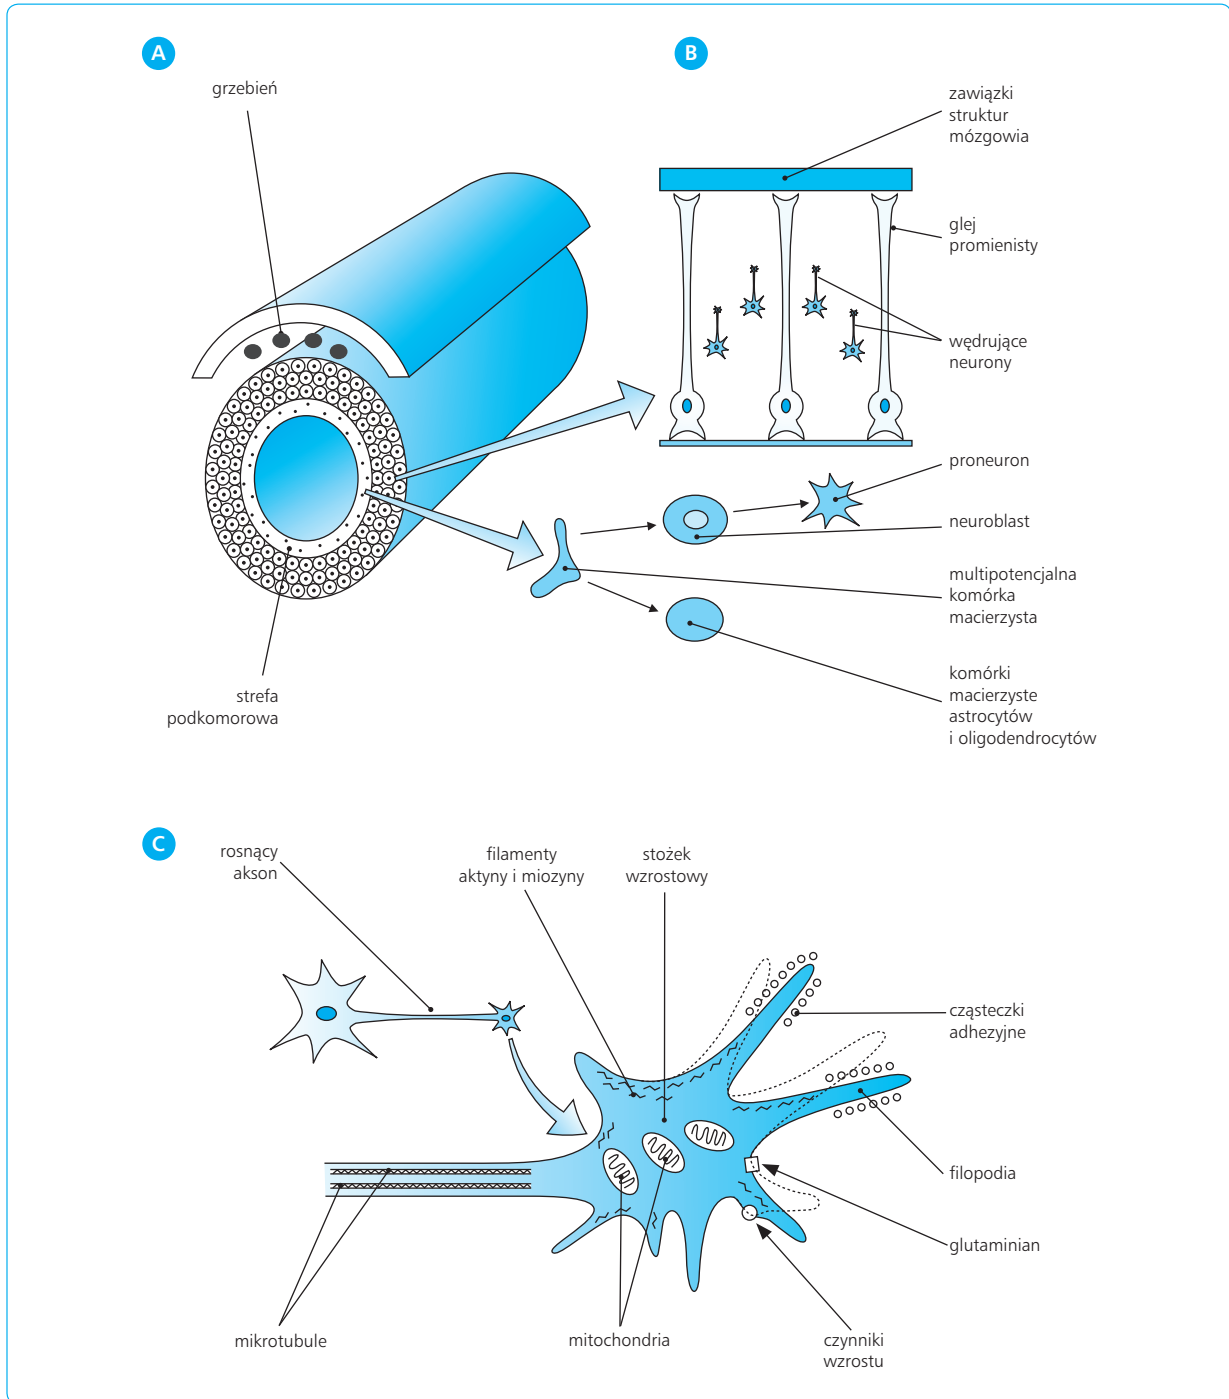 A
grzebień
B
zawiązki
struktur
mózgowia
glej
promienisty
wędrujące
neurony
proneuron
neuroblast
multipotencjalna
komórka
macierzysta
komórki
macierzyste
astrocytów
i oligodendrocytów
strefa
podkomorowa
C
rosnący
akson
filamenty
aktyny i miozyny
stożek
wzrostowy
cząsteczki
adhezyjne
filopodia
glutaminian
mikrotubule
mitochondria
czynniki
wzrostu